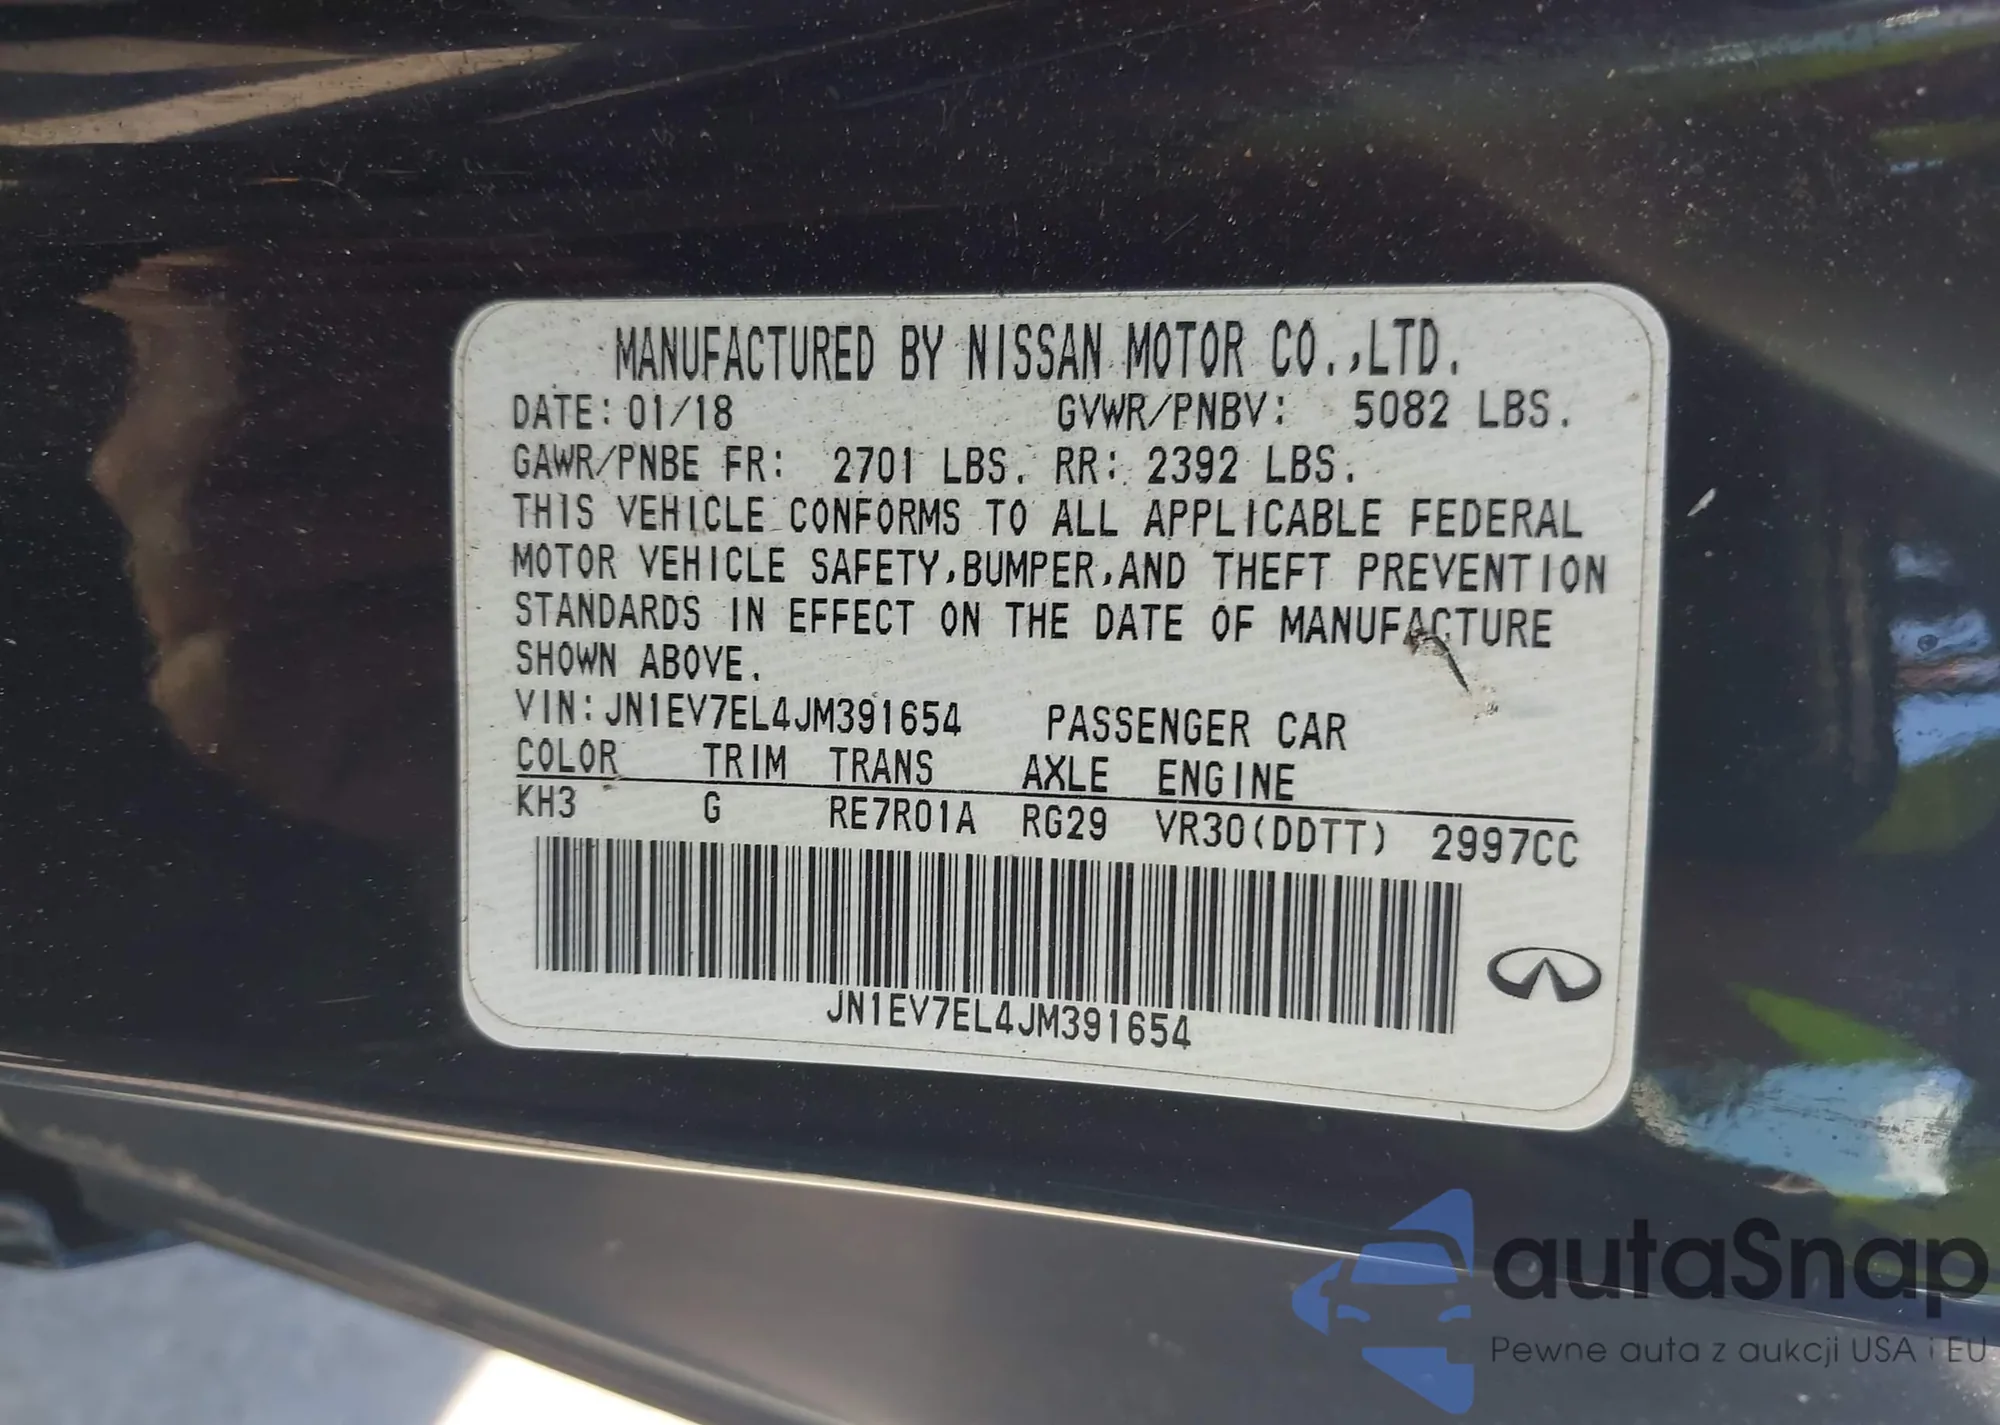 MANUFACTURED BY NISSAN MOTOR CO.,LTD.
DATE: 01/18 GVWR/PNBV: 5082 LBS.
GAWR/PNBE FR: 2701 LBS. RR: 2392 LBS.
THIS VEHICLE CONFORMS TO ALL APPLICABLE FEDERAL
MOTOR VEHICLE SAFETY,BUMPER,AND THEFT PREVENTION
STANDARDS IN EFFECT ON THE DATE OF MANUFACTURE
SHOWN ABOVE.
VIN: JN1EV7EL4JM391654 PASSENGER CAR
COLOR TRIM TRANS AXLE ENGINE
KH3 G RE7R01A RG29 VR30(DDTT) 2997CC
JN1EV7EL4JM391654
autaSnap
Pewne auta z aukcji USA i EU